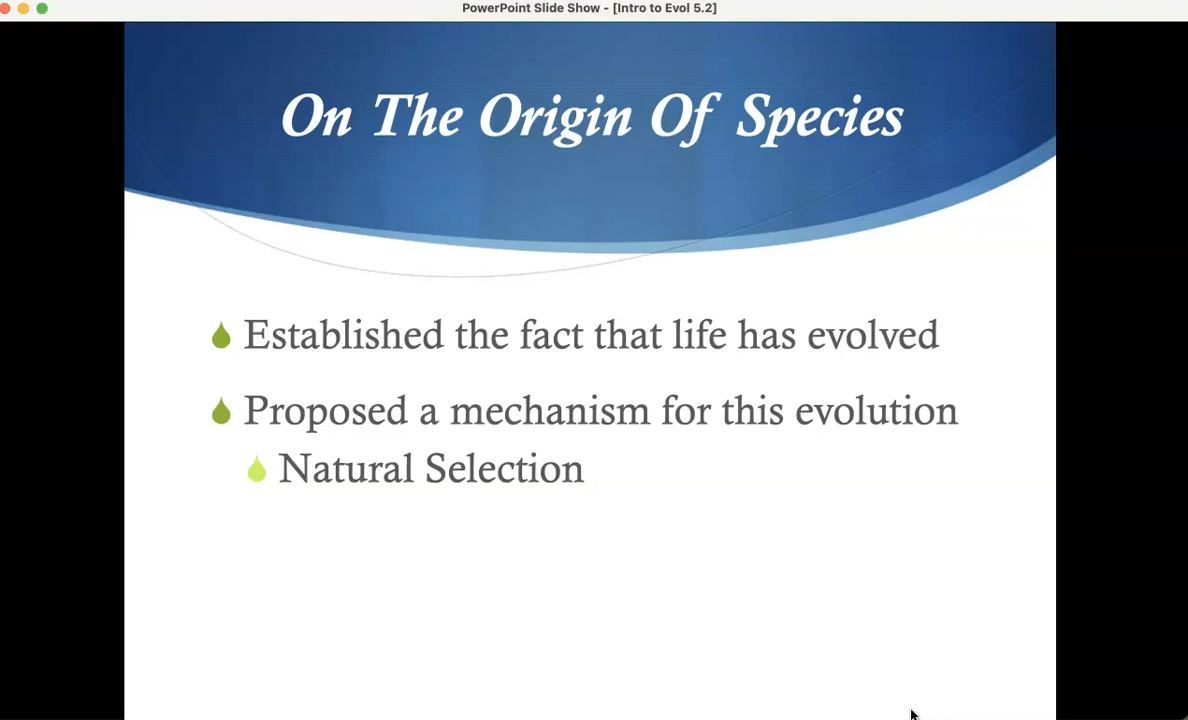 PowerPoint Slide Show - [Intro to Evol 5.2]
On The Origin Of Species
Established the fact that life has evolved
Proposed a mechanism for this evolution
Natural Selection